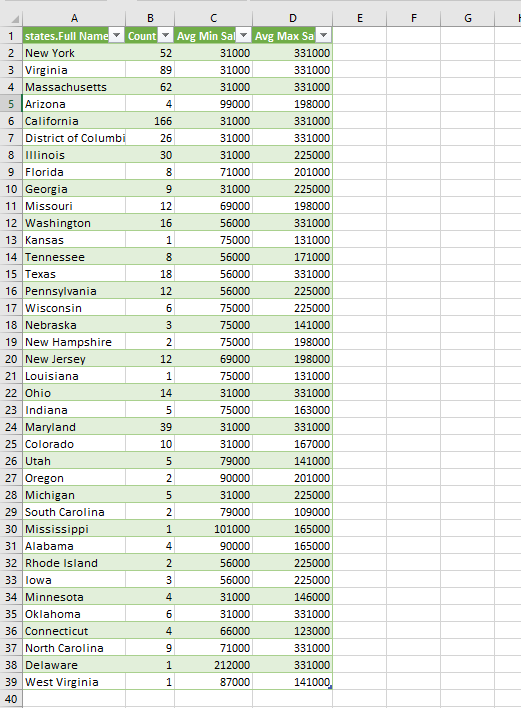 A B C D E F G
1 states.Full Name Count Avg Min Sal Avg Max Sa
2 New York 52 31000 331000
3 Virginia 89 31000 331000
4 Massachusetts 62 31000 331000
5 Arizona 4 99000 198000
6 California 166 31000 331000
7 District of Columbi 26 31000 331000
8 Illinois 30 31000 225000
9 Florida 8 71000 201000
10 Georgia 9 31000 225000
11 Missouri 12 69000 198000
12 Washington 16 56000 331000
13 Kansas 1 75000 131000
14 Tennessee 8 56000 171000
15 Texas 18 56000 331000
16 Pennsylvania 12 56000 225000
17 Wisconsin 6 75000 225000
18 Nebraska 3 75000 141000
19 New Hampshire 2 75000 198000
20 New Jersey 12 69000 198000
21 Louisiana 1 75000 131000
22 Ohio 14 31000 331000
23 Indiana 5 75000 163000
24 Maryland 39 31000 331000
25 Colorado 10 31000 167000
26 Utah 5 79000 141000
27 Oregon 2 90000 201000
28 Michigan 5 31000 225000
29 South Carolina 2 79000 109000
30 Mississippi 1 101000 165000
31 Alabama 4 90000 165000
32 Rhode Island 2 56000 225000
33 Iowa 3 56000 225000
34 Minnesota 4 31000 146000
35 Oklahoma 6 31000 331000
36 Connecticut 4 66000 123000
37 North Carolina 9 71000 331000
38 Delaware 1 212000 331000
39 West Virginia 1 87000 141000
40